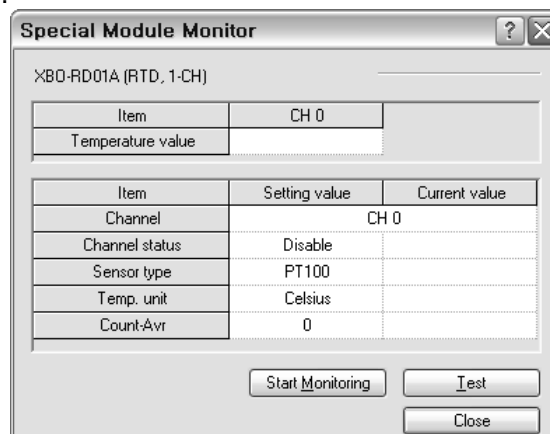 Special Module Monitor
XBO-RD01A (RTD, 1-CH)
Item CH 0
Temperature value
Item Setting value Current value
Channel CH 0
Channel status Disable
Sensor type PT100
Temp. unit Celsius
Count-Avr 0
Start Monitoring Test
Close